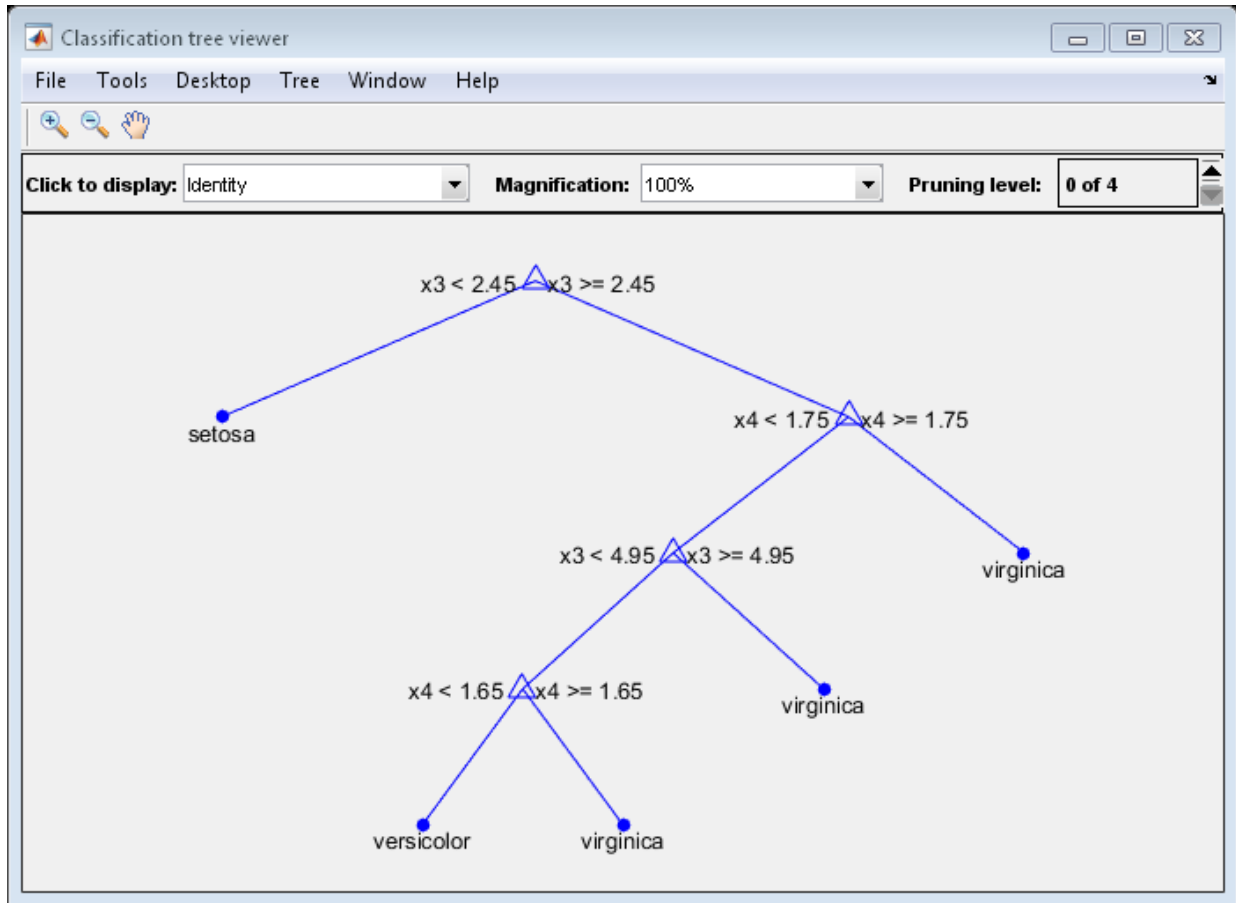 Classification tree viewer
File Tools Desktop Tree Window Help
Click to display: Identity Magnification: 100% Pruning level: 0 of 4
x3 < 2.45 x3 >= 2.45
setosa
x4 < 1.75 x4 >= 1.75
x3 < 4.95 x3 >= 4.95
virginica
x4 < 1.65 x4 >= 1.65
virginica
versicolor virginica